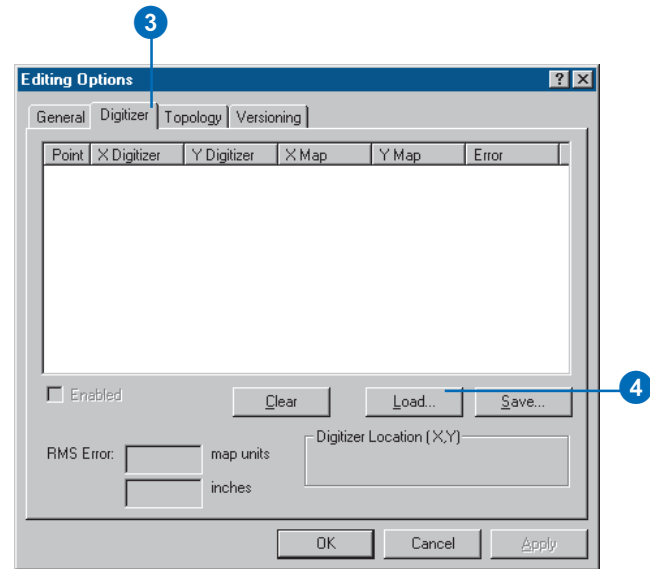 3
Editing Options
General Digitizer Topology Versioning
Point X Digitizer Y Digitizer X Map Y Map Error
Enabled Clear Load... Save...
4
Digitizer Location (X,Y)
RMS Error: map units
inches
OK Cancel Apply